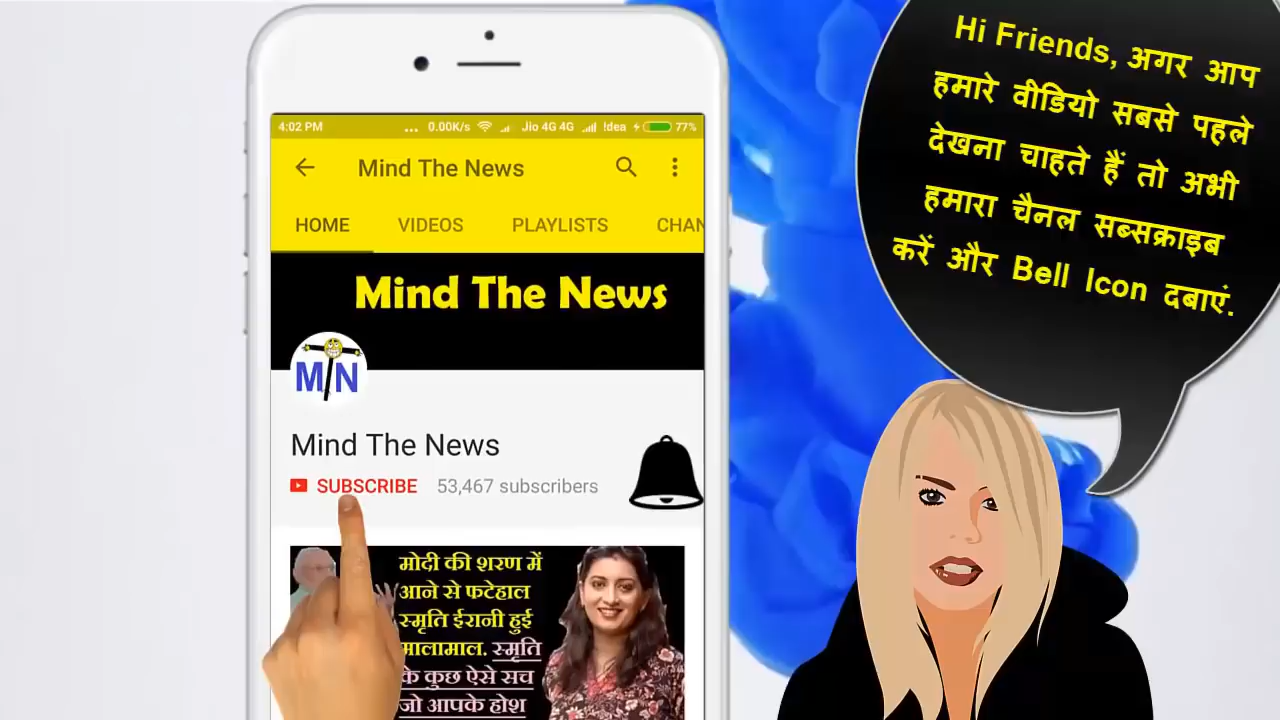 4:02 PM
... 0.00K/s Jio 4G 4G !dea 77%
Mind The News
HOME VIDEOS PLAYLISTS CHAN
Mind The News
MN
Mind The News
SUBSCRIBE 53,467 subscribers
मोदी की शरण में
आने से फटेहाल
स्मृति ईरानी हुई
मालामाल. स्मृति
के कुछ ऐसे सच
जो आपके होश
Hi Friends, अगर आप
हमारे वीडियो सबसे पहले
देखना चाहते हैं तो अभी
हमारा चैनल सब्सक्राइब
करें और Bell Icon दबाएं.